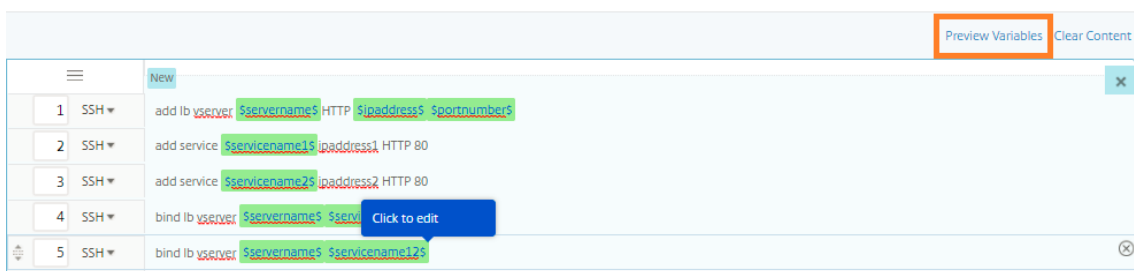 Preview Variables Clear Content
New
1 SSH add lb vserver $servername$ HTTP $ipaddress$ $portnumber$
2 SSH add service $servicename1$ ipaddress1 HTTP 80
3 SSH add service $servicename2$ ipaddress2 HTTP 80
4 SSH bind lb vserver $servername$ $servi Click to edit
5 SSH bind lb vserver $servername$ $servicename12$